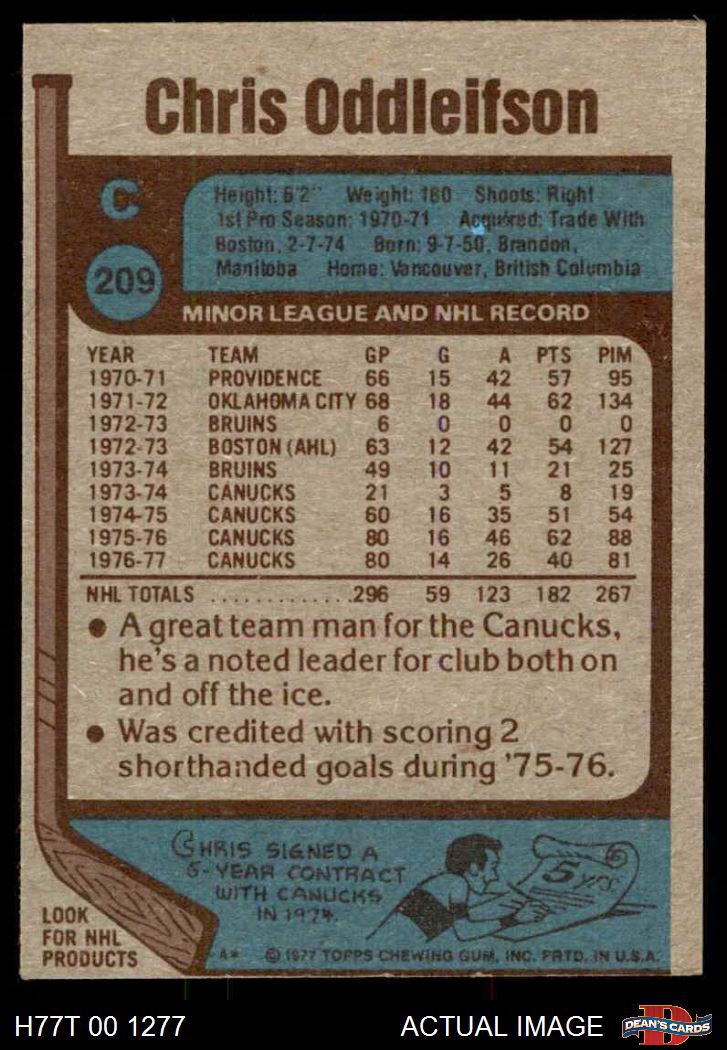 Chris Oddleifson
C
Height: 6'2" Weight: 180 Shoots: Right
1st Pro Season: 1970-71 Acquired: Trade With
Boston, 2-7-74 Born: 9-7-50, Brandon,
Manitoba Home: Vancouver, British Columbia
209
MINOR LEAGUE AND NHL RECORD
YEAR TEAM GP G A PTS PIM
1970-71 PROVIDENCE 66 15 42 57 95
1971-72 OKLAHOMA CITY 68 18 44 62 134
1972-73 BRUINS 6 0 0 0 0
1972-73 BOSTON (AHL) 63 12 42 54 127
1973-74 BRUINS 49 10 11 21 25
1973-74 CANUCKS 21 3 5 8 19
1974-75 CANUCKS 60 16 35 51 54
1975-76 CANUCKS 80 16 46 62 88
1976-77 CANUCKS 80 14 26 40 81
NHL TOTALS ..............296 59 123 182 267
● A great team man for the Canucks,
he's a noted leader for club both on
and off the ice.
● Was credited with scoring 2
shorthanded goals during '75-76.
CHRIS SIGNED A
5-YEAR CONTRACT
WITH CANUCKS
IN 1974.
5 YRS.
LOOK
FOR NHL
PRODUCTS
A* © 1977 TOPPS CHEWING GUM, INC. PRTD. IN U.S.A.
H77T 00 1277 ACTUAL IMAGE
D
DEAN'S CARDS